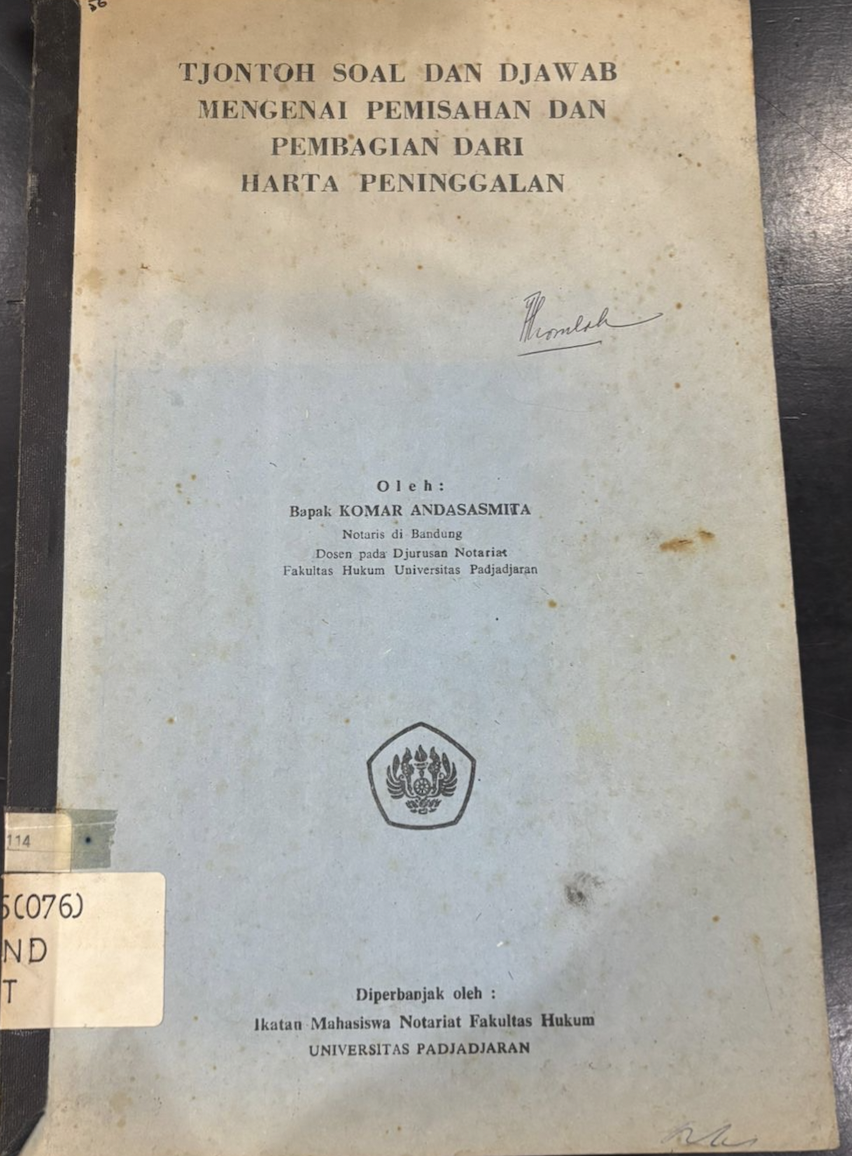 56
TJONTOH SOAL DAN DJAWAB
MENGENAI PEMISAHAN DAN
PEMBAGIAN DARI
HARTA PENINGGALAN
Oleh:
Bapak KOMAR ANDASASMITA
Notaris di Bandung
Dosen pada Djurusan Notariat
Fakultas Hukum Universitas Padjadjaran
114
5(076)
ND
T
Diperbanjak oleh :
Ikatan Mahasiswa Notariat Fakultas Hukum
UNIVERSITAS PADJADJARAN